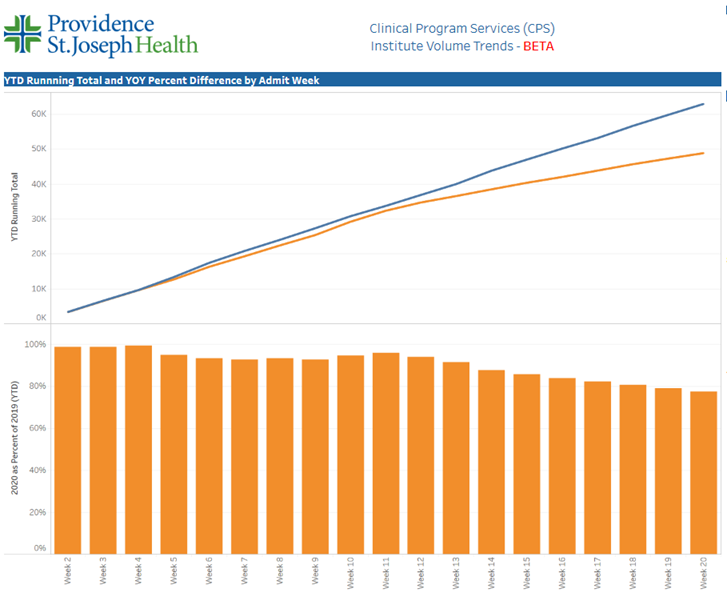 Providence
St.Joseph Health
Clinical Program Services (CPS)
Institute Volume Trends - BETA
YTD Runnning Total and YOY Percent Difference by Admit Week
YTD Running Total
60K
50K
40K
30K
20K
10K
0K
2020 as Percent of 2019 (YTD)
100%
80%
60%
40%
20%
0%
Week 2
Week 3
Week 4
Week 5
Week 6
Week 7
Week 8
Week 9
Week 10
Week 11
Week 12
Week 13
Week 14
Week 15
Week 16
Week 17
Week 18
Week 19
Week 20